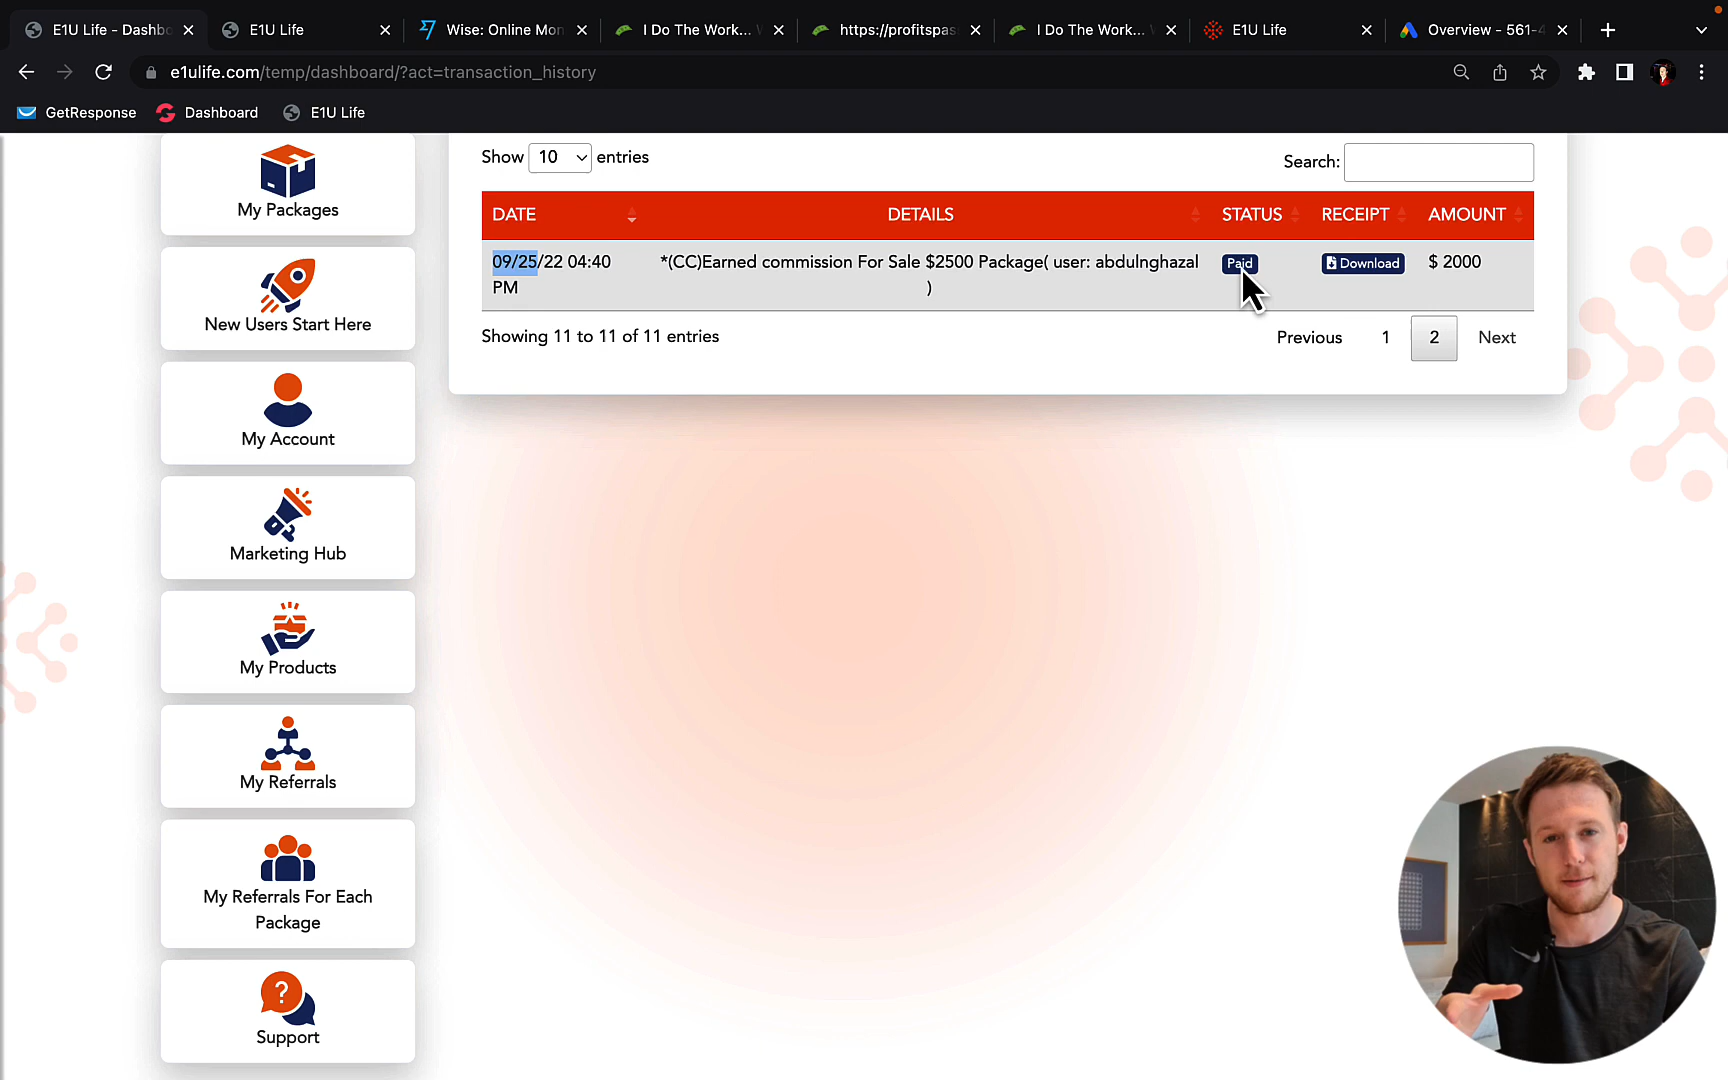 E1U Life - Dashbo
E1U Life
Wise: Online Mon
I Do The Work...
https://profitspas
I Do The Work...
E1U Life
Overview - 561-4
e1ulife.com/temp/dashboard/?act=transaction_history
GetResponse
Dashboard
E1U Life
My Packages
New Users Start Here
My Account
Marketing Hub
My Products
My Referrals
My Referrals For Each
Package
Support
Show 10 entries
Search:
DATE DETAILS STATUS RECEIPT AMOUNT
09/25/22 04:40 *(CC)Earned commission For Sale $2500 Package( user: abdulnghazal Paid Download $ 2000
PM )
Showing 11 to 11 of 11 entries
Previous 1 2 Next